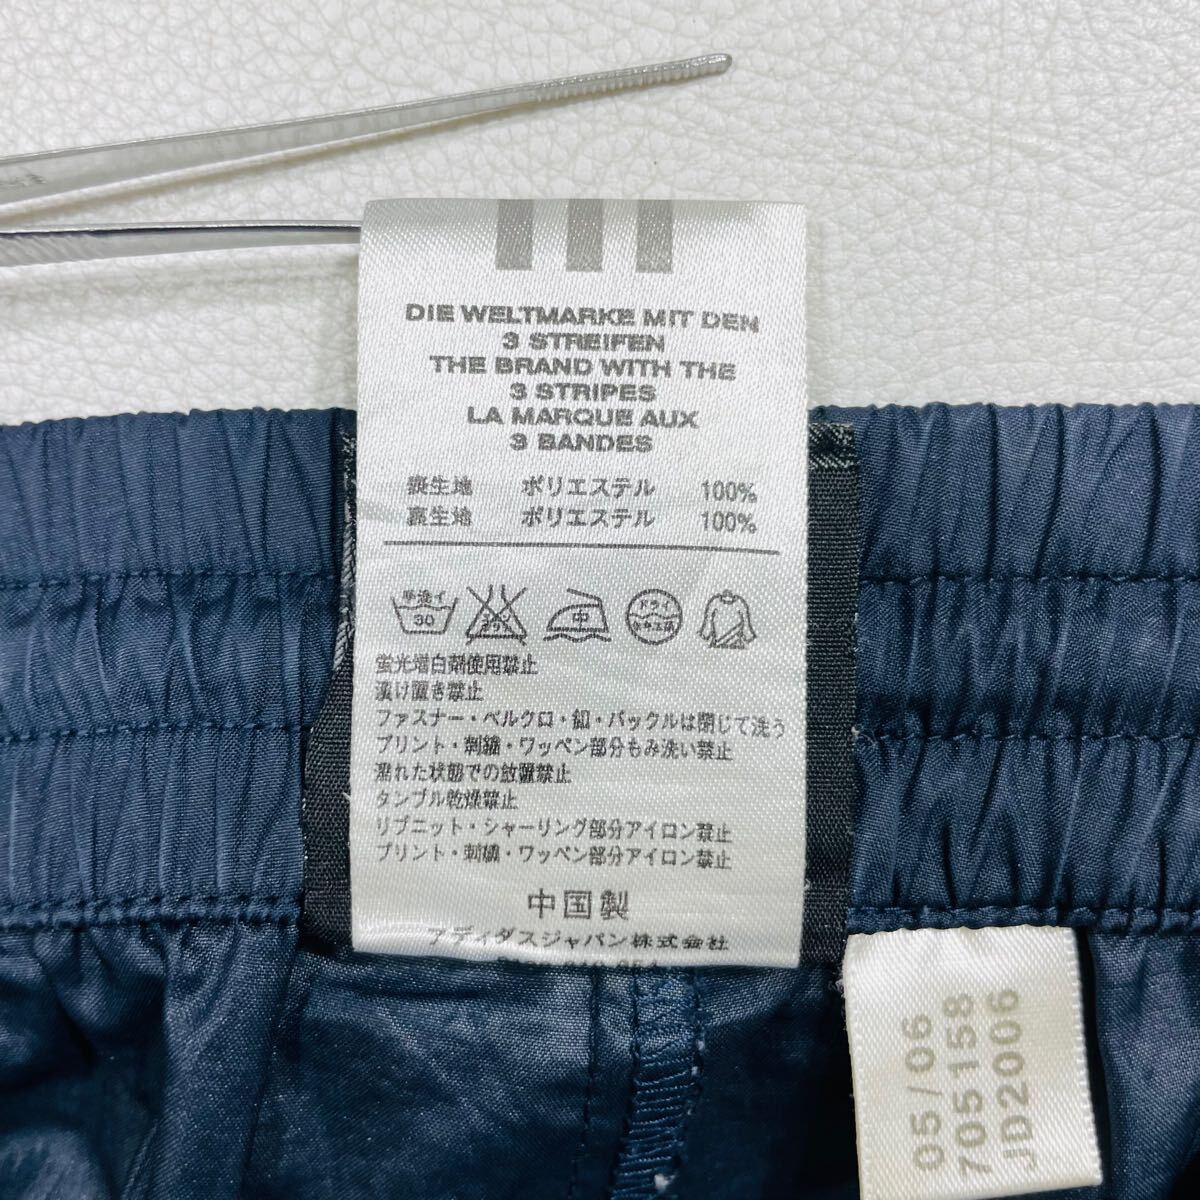 DIE WELTMARKE MIT DEN
3 STREIFEN
THE BRAND WITH THE
3 STRIPES
LA MARQUE AUX
3 BANDES
表生地 ポリエステル 100%
裏生地 ポリエステル 100%
手洗イ 30 中 ドライ
蛍光増白剤使用禁止
漬け置き禁止
ファスナー・ベルクロ・釦・バックルは閉じて洗う
プリント・刺繍・ワッペン部分もみ洗い禁止
濡れた状態での放置禁止
タンブル乾燥禁止
リブニット・シャーリング部分アイロン禁止
プリント・刺繍・ワッペン部分アイロン禁止
中国製
アディダスジャパン株式会社
05/06
705158
JD2006